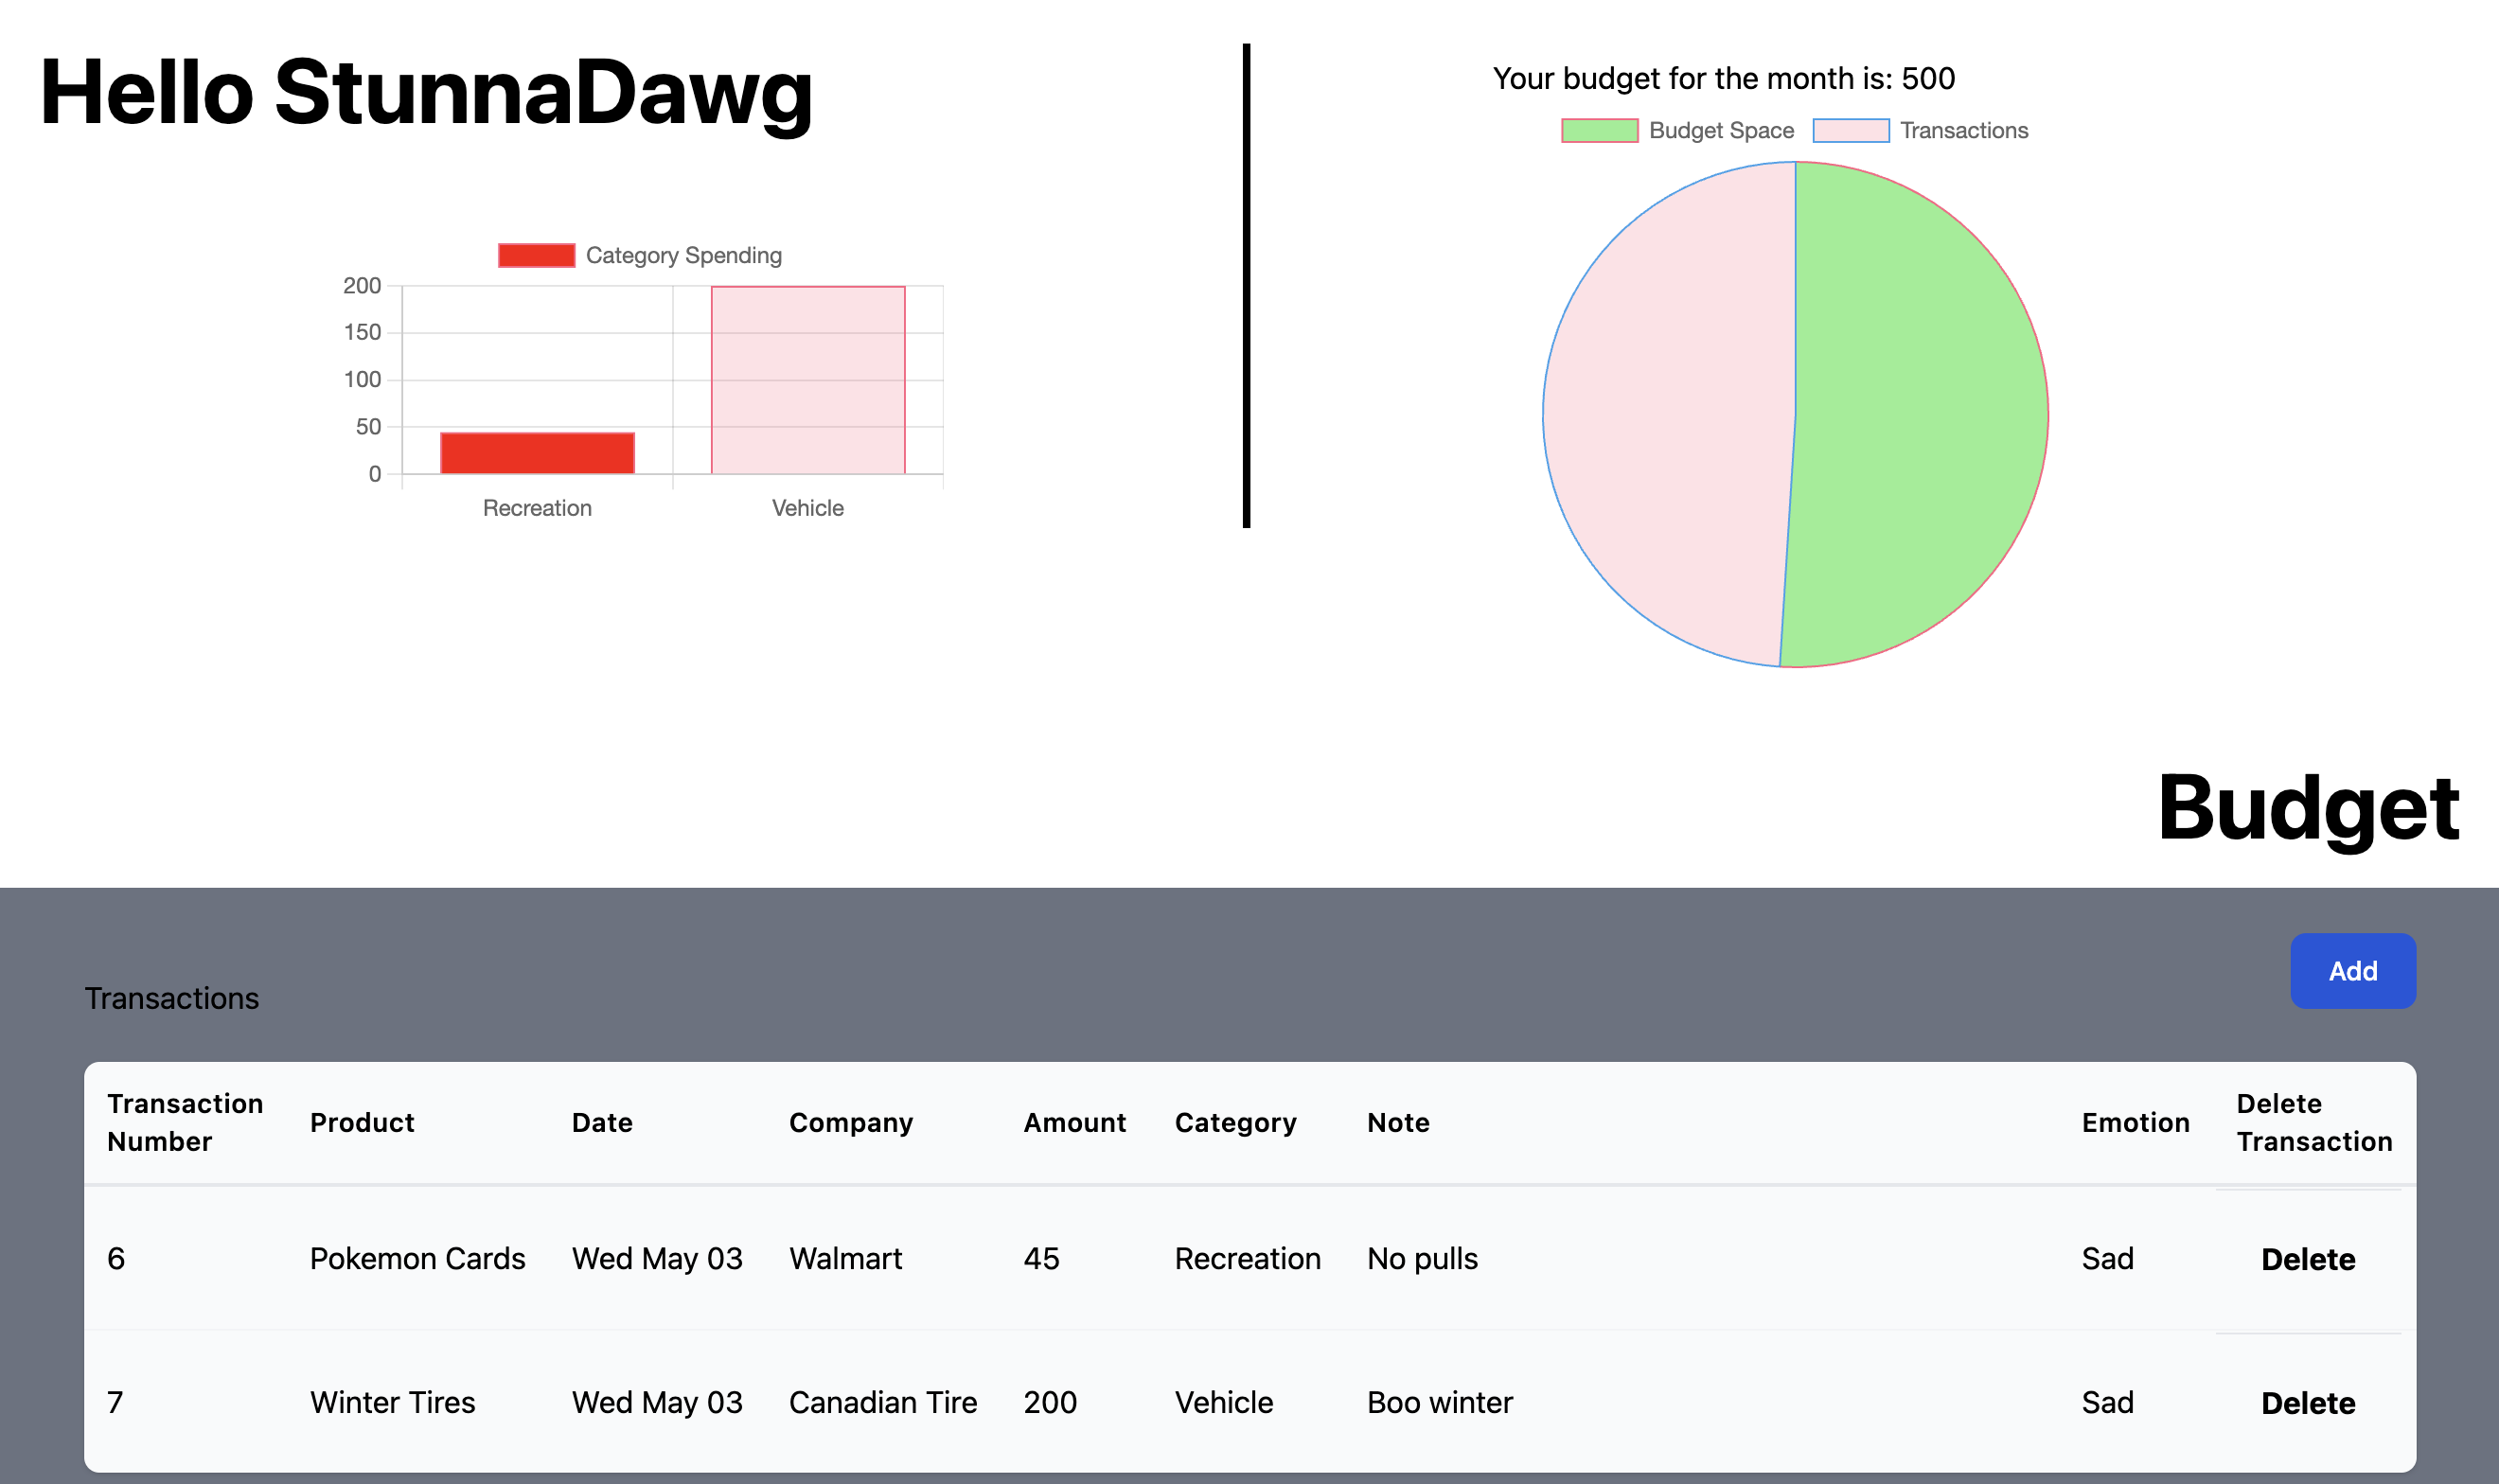 Hello StunnaDawg
Category Spending
200
150
100
50
0
Recreation Vehicle
Your budget for the month is: 500
Budget Space Transactions
Budget
Add
Transactions
Transaction Number Product Date Company Amount Category Note Emotion Delete Transaction
6 Pokemon Cards Wed May 03 Walmart 45 Recreation No pulls Sad Delete
7 Winter Tires Wed May 03 Canadian Tire 200 Vehicle Boo winter Sad Delete